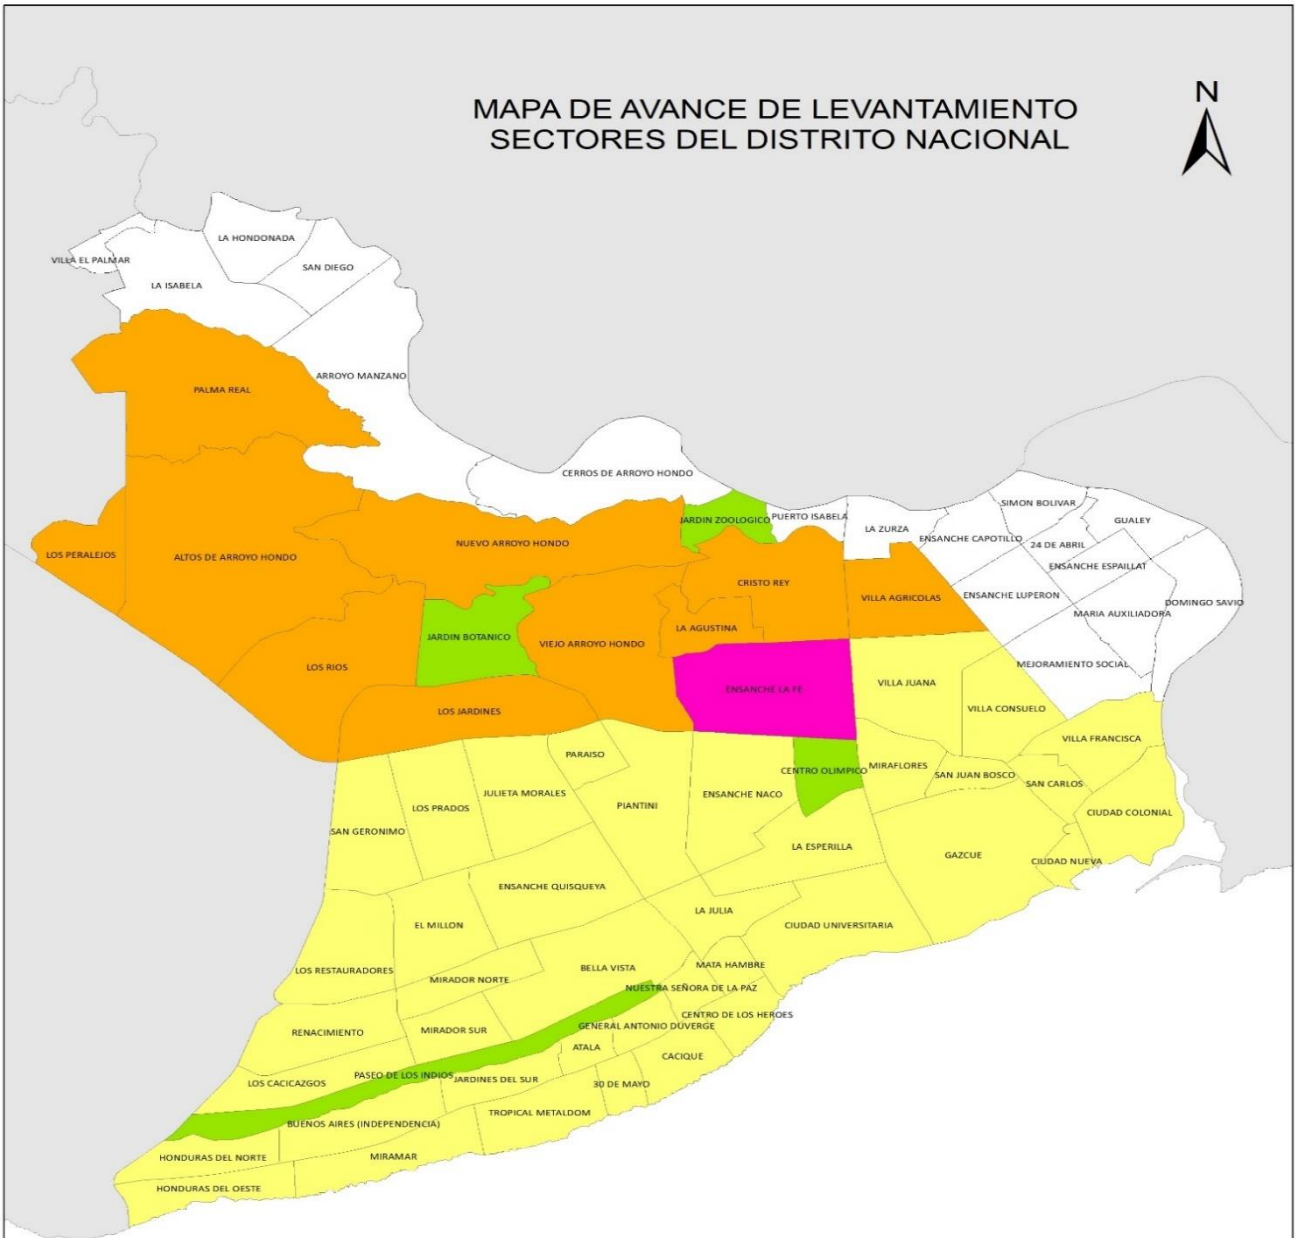 MAPA DE AVANCE DE LEVANTAMIENTO
SECTORES DEL DISTRITO NACIONAL
N
LA HONDONADA
VILLA EL PALMAR
SAN DIEGO
LA ISABELA
ARROYO MANZANO
PALMA REAL
CERROS DE ARROYO HONDO
SIMON BOLIVAR
JARDIN ZOOLOGICO
PUERTO ISABELA
GUALEY
LA ZURZA
ENSANCHE CAPOTILLO
24 DE ABRIL
NUEVO ARROYO HONDO
LOS PERALEJOS
ALTOS DE ARROYO HONDO
ENSANCHE ESPAILLAT
CRISTO REY
VILLA AGRICOLAS
ENSANCHE LUPERON
DOMINGO SAVIO
MARIA AUXILIADORA
LA AGUSTINA
JARDIN BOTANICO
VIEJO ARROYO HONDO
LOS RIOS
MEJORAMIENTO SOCIAL
VILLA JUANA
ENSANCHE LA FE
VILLA CONSUELO
LOS JARDINES
VILLA FRANCISCA
PARAISO
MIRAFLORES
CENTRO OLIMPICO
SAN JUAN BOSCO
SAN CARLOS
JULIETA MORALES
ENSANCHE NACO
LOS PRADOS
PIANTINI
CIUDAD COLONIAL
SAN GERONIMO
LA ESPERILLA
GAZCUE
CIUDAD NUEVA
ENSANCHE QUISQUEYA
LA JULIA
EL MILLON
CIUDAD UNIVERSITARIA
MATA HAMBRE
BELLA VISTA
LOS RESTAURADORES
MIRADOR NORTE
NUESTRA SEÑORA DE LA PAZ
CENTRO DE LOS HEROES
GENERAL ANTONIO DUVERGE
MIRADOR SUR
RENACIMIENTO
ATALA
CACIQUE
PASEO DE LOS INDIOS
JARDINES DEL SUR
LOS CACICAZGOS
30 DE MAYO
TROPICAL METALDOM
BUENOS AIRES (INDEPENDENCIA)
MIRAMAR
HONDURAS DEL NORTE
HONDURAS DEL OESTE